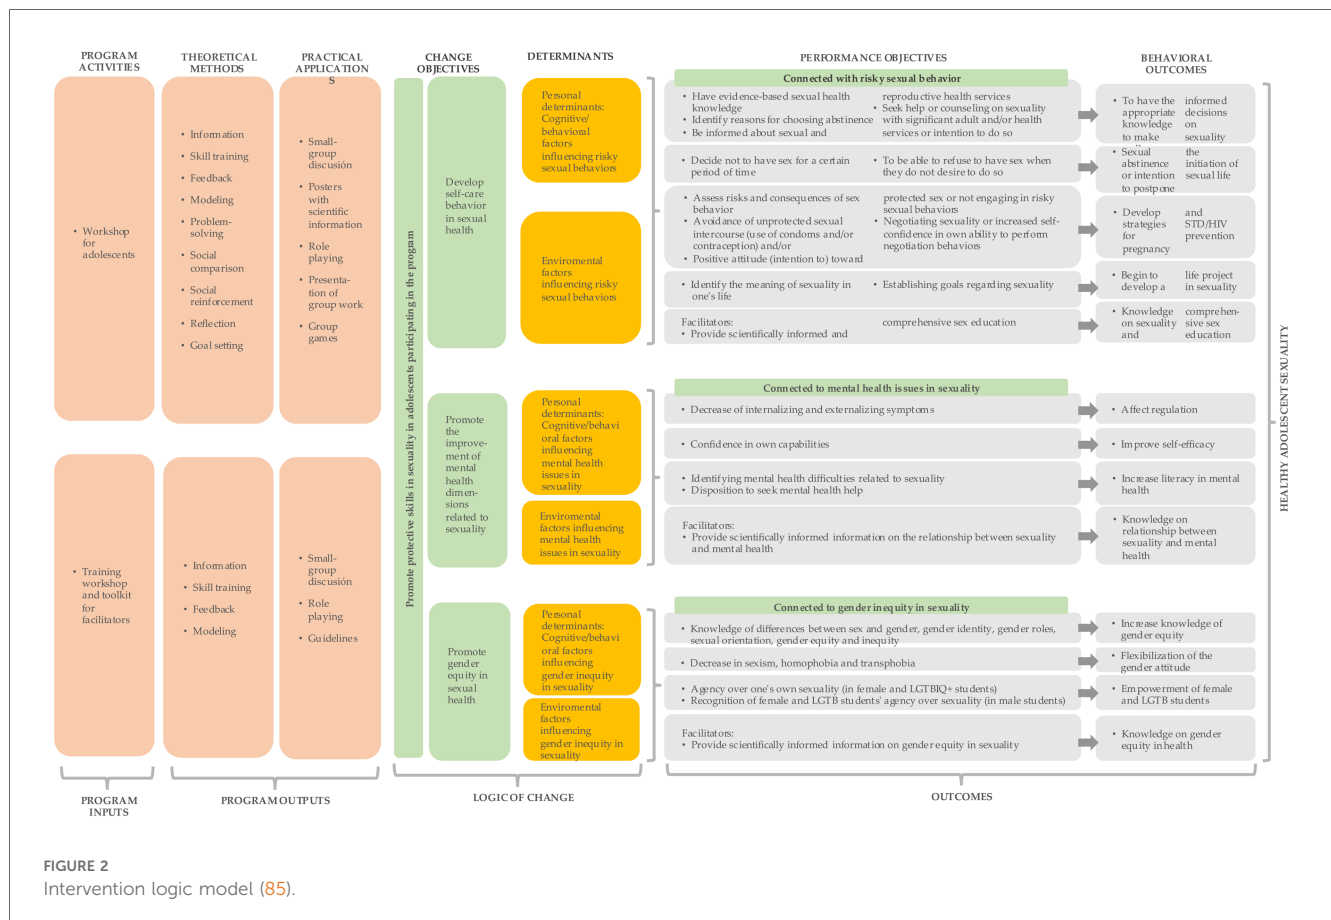 PROGRAM
ACTIVITIES
THEORETICAL
METHODS
PRACTICAL
APPLICATION
S
CHANGE
OBJECTIVES
DETERMINANTS
PERFORMANCE OBJECTIVES
BEHAVIORAL
OUTCOMES
• Workshop
for
adolescents
• Information
• Skill training
• Feedback
• Modeling
• Problem-
solving
• Social
comparison
• Social
reinforcement
• Reflection
• Goal setting
• Small-
group
discusión
• Posters
with
scientific
information
• Role
playing
• Presenta-
tion of
group work
• Group
games
• Training
workshop
and toolkit
for
facilitators
• Information
• Skill training
• Feedback
• Modeling
• Small-
group
discusión
• Role
playing
• Guidelines
Promote protective skills in sexuality in adolescents participating in the program
Develop
self-care
behavior
in sexual
health
Personal
determinants:
Cognitive/
behavioral
factors
influencing risky
sexual behaviors
Enviromental
factors
influencing risky
sexual behaviors
Connected with risky sexual behavior
• Have evidence-based sexual health
knowledge
• Identify reasons for choosing abstinence
• Be informed about sexual and
reproductive health services
• Seek help or counseling on sexuality
with significant adult and/or health
services or intention to do so
• To have the
appropriate
knowledge
to make
informed
decisions
on
sexuality
• Decide not to have sex for a certain
period of time
• To be able to refuse to have sex when
they do not desire to do so
• Sexual
abstinence
or intention
to postpone
the
initiation of
sexual life
• Assess risks and consequences of sex
behavior
• Avoidance of unprotected sexual
intercourse (use of condoms and/or
contraception) and/or
• Positive attitude (intention to) toward
protected sex or not engaging in risky
sexual behaviors
• Negotiating sexuality or increased self-
confidence in own ability to perform
negotiation behaviors
• Develop
strategies
for
pregnancy
and
STD/HIV
prevention
• Identify the meaning of sexuality in
one's life
• Establishing goals regarding sexuality
• Begin to
develop a
life project
in sexuality
Facilitators:
• Provide scientifically informed and
comprehensive sex education
• Knowledge
on sexuality
and
comprehen-
sive sex
education
Promote
the
improve-
ment of
mental
health
dimen-
sions
related to
sexuality
Personal
determinants:
Cognitive/behavi
oral factors
influencing
mental health
issues in
sexuality
Enviromental
factors influencing
mental health
issues in sexuality
Connected to mental health issues in sexuality
• Decrease of internalizing and externalizing symptoms
• Affect regulation
• Confidence in own capabilities
• Improve self-efficacy
• Identifying mental health difficulties related to sexuality
• Disposition to seek mental health help
• Increase literacy in mental
health
Facilitators:
• Provide scientifically informed information on the relationship between sexuality
and mental health
• Knowledge on
relationship between
sexuality and mental
health
Promote
gender
equity in
sexual
health
Personal
determinants:
Cognitive/behavi
oral factors
influencing
gender inequity
in sexuality
Enviromental
factors
influencing
gender inequity in
sexuality
Connected to gender inequity in sexuality
• Knowledge of differences between sex and gender, gender identity, gender roles,
sexual orientation, gender equity and inequity
• Increase knowledge of
gender equity
• Decrease in sexism, homophobia and transphobia
• Flexibilization of the
gender attitude
• Agency over one's own sexuality (in female and LGTBIQ+ students)
• Recognition of female and LGTB students' agency over sexuality (in male students)
• Empowerment of female
and LGTB students
Facilitators:
• Provide scientifically informed information on gender equity in sexuality
• Knowledge on gender
equity in health
HEALTHY ADOLESCENT SEXUALITY
PROGRAM
INPUTS
PROGRAM OUTPUTS
LOGIC OF CHANGE
OUTCOMES
FIGURE 2
Intervention logic model (85).